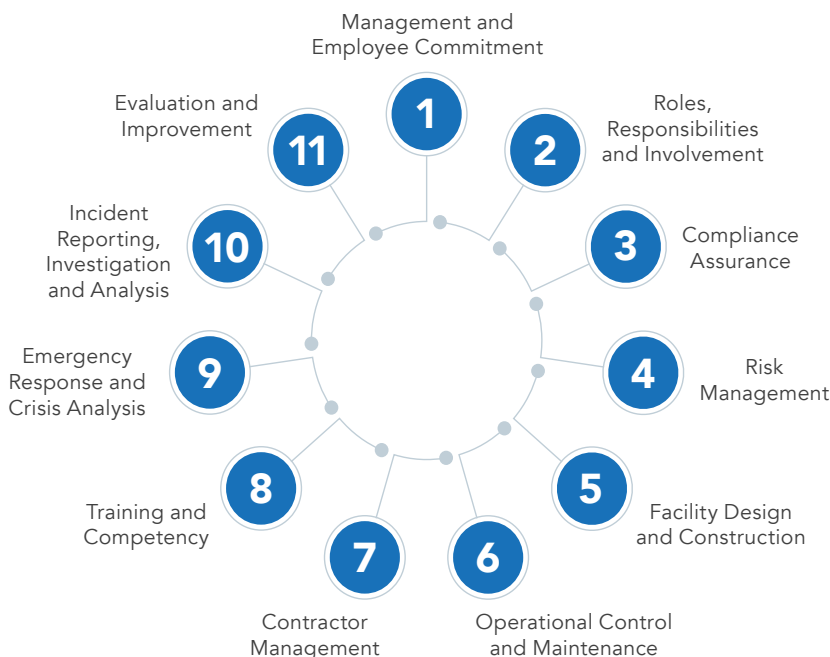 1
Management and
Employee Commitment
2
Roles,
Responsibilities
and Involvement
3
Compliance
Assurance
4
Risk
Management
5
Facility Design
and Construction
6
Operational Control
and Maintenance
7
Contractor
Management
8
Training and
Competency
9
Emergency
Response and
Crisis Analysis
10
Incident
Reporting,
Investigation
and Analysis
11
Evaluation and
Improvement